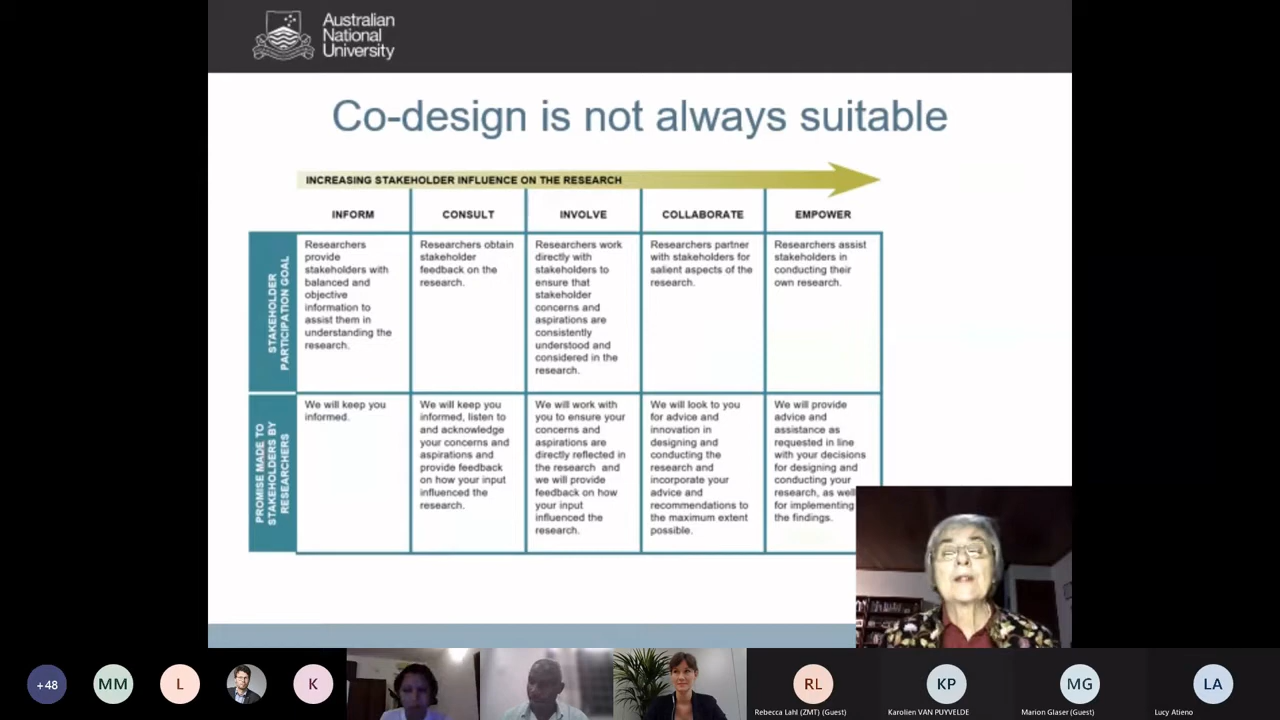 Australian
National
University
Co-design is not always suitable
INCREASING STAKEHOLDER INFLUENCE ON THE RESEARCH
INFORM
CONSULT
INVOLVE
COLLABORATE
EMPOWER
STAKEHOLDER
PARTICIPATION GOAL
Researchers
provide
stakeholders with
balanced and
objective
information to
assist them in
understanding the
research.
Researchers obtain
stakeholder
feedback on the
research.
Researchers work
directly with
stakeholders to
ensure that
stakeholder
concerns and
aspirations are
consistently
understood and
considered in the
research.
Researchers partner
with stakeholders for
salient aspects of the
research.
Researchers assist
stakeholders in
conducting their
own research.
PROMISE MADE TO
STAKEHOLDERS BY
RESEARCHERS
We will keep you
informed.
We will keep you
informed, listen to
and acknowledge
your concerns and
aspirations and
provide feedback
on how your input
influenced the
research.
We will work with
you to ensure your
concerns and
aspirations are
directly reflected in
the research and
we will provide
feedback on how
your input
influenced the
research.
We will look to you
for advice and
innovation in
designing and
conducting the
research and
incorporate your
advice and
recommendations to
the maximum extent
possible.
We will provide
advice and
assistance as
requested in line
with your decisions
for designing and
conducting your
research, as well
for implementing
the findings.
+48
MM
L
K
RL
KP
MG
LA
Rebecca Lahl (ZMT) (Guest)
Karolien VAN PUYVELDE
Marion Glaser (Guest)
Lucy Atieno